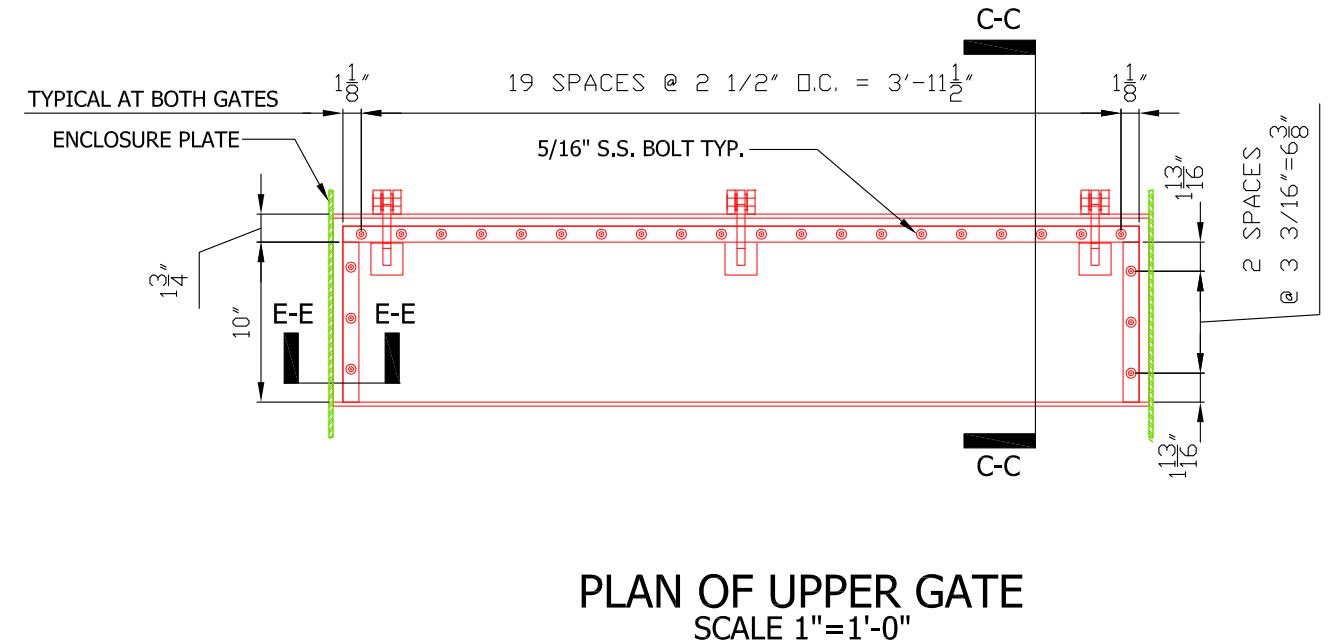 C-C
1 1/8"
19 SPACES @ 2 1/2" O.C. = 3'-11 1/2"
1 1/8"
TYPICAL AT BOTH GATES
ENCLOSURE PLATE
5/16" S.S. BOLT TYP.
1 13/16"
2 SPACES
@ 3 3/16"=6 3/8"
1 3/4"
10"
E-E
E-E
1 13/16"
C-C
PLAN OF UPPER GATE
SCALE 1"=1'-0"